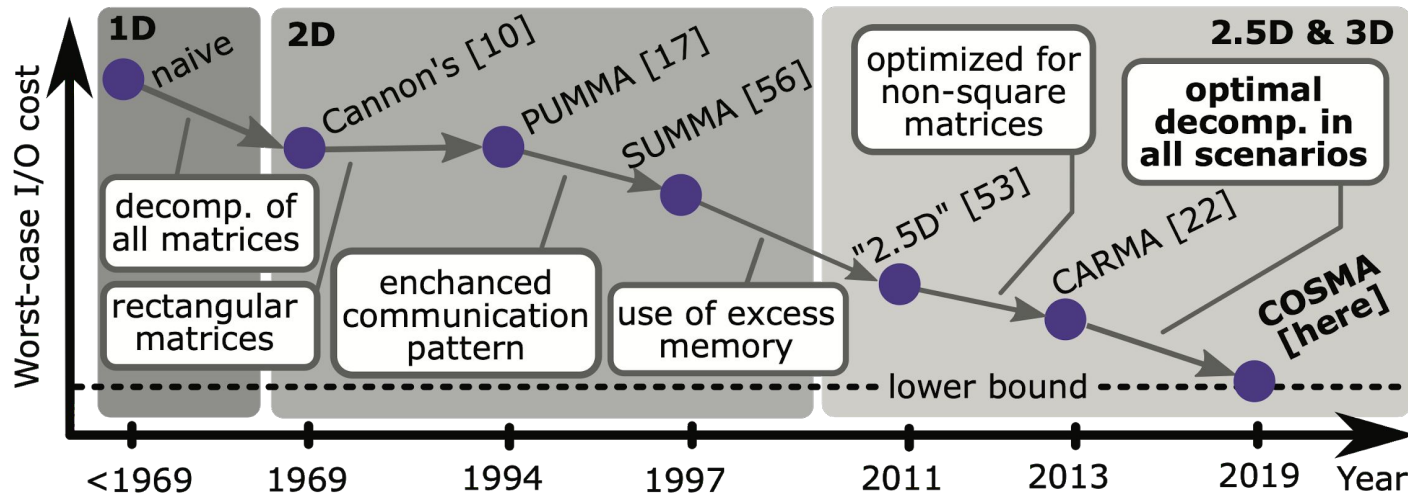 1D
2D
2.5D & 3D
Worst-case I/O cost
naive
Cannon's [10]
PUMMA [17]
SUMMA [56]
"2.5D" [53]
CARMA [22]
COSMA
[here]
decomp. of
all matrices
rectangular
matrices
enchanced
communication
pattern
use of excess
memory
optimized for
non-square
matrices
optimal
decomp. in
all scenarios
lower bound
<1969
1969
1994
1997
2011
2013
2019
Year